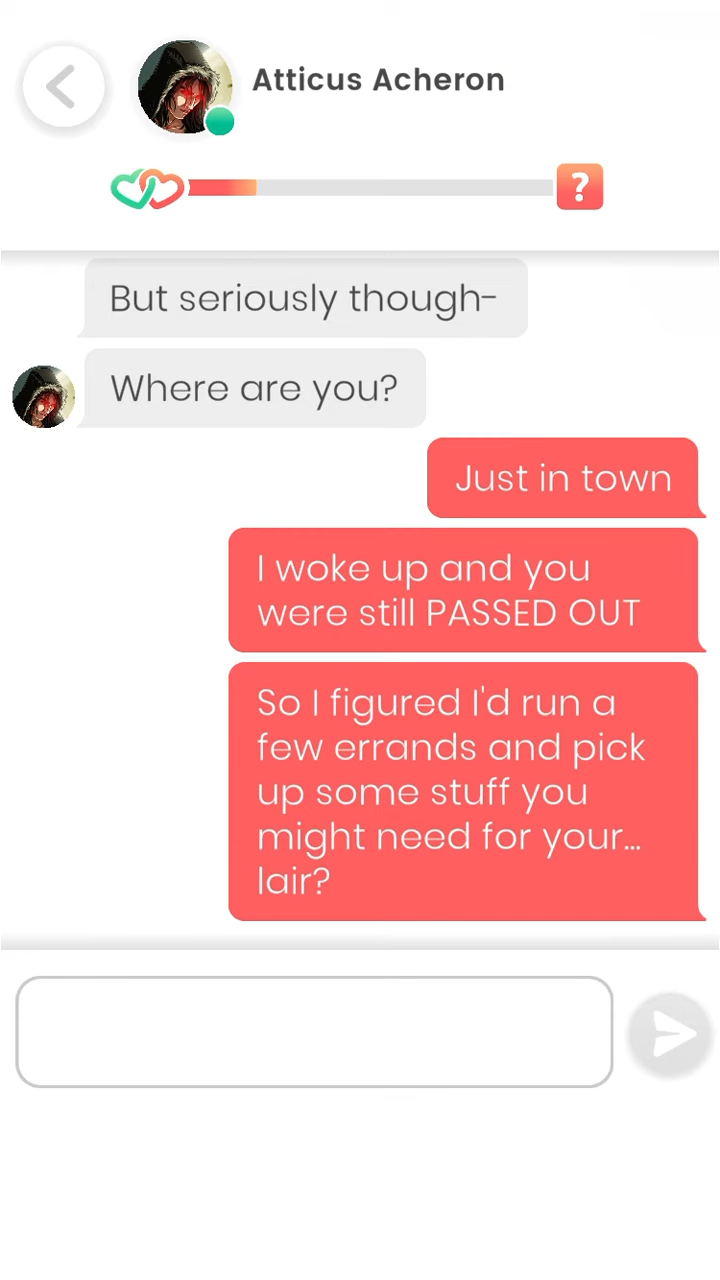 Atticus Acheron
?
But seriously though-
Where are you?
Just in town
I woke up and you
were still PASSED OUT
So I figured I'd run a
few errands and pick
up some stuff you
might need for your...
lair?